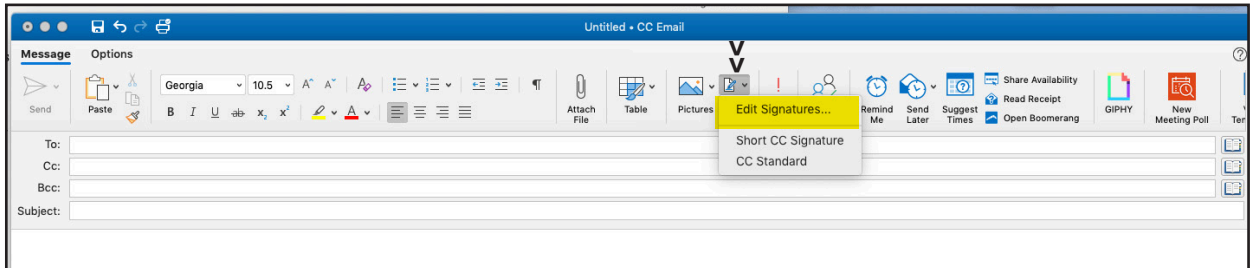 Untitled • CC Email
Message Options
V
V
Georgia 10.5 A^ Aˇ A
Send Paste B I U ab x₂ x² A
Attach File Table Pictures
Edit Signatures...
Short CC Signature
CC Standard
Remind Me Send Later Suggest Times
Share Availability
Read Receipt
Open Boomerang
GIPHY New Meeting Poll
To:
Cc:
Bcc:
Subject: